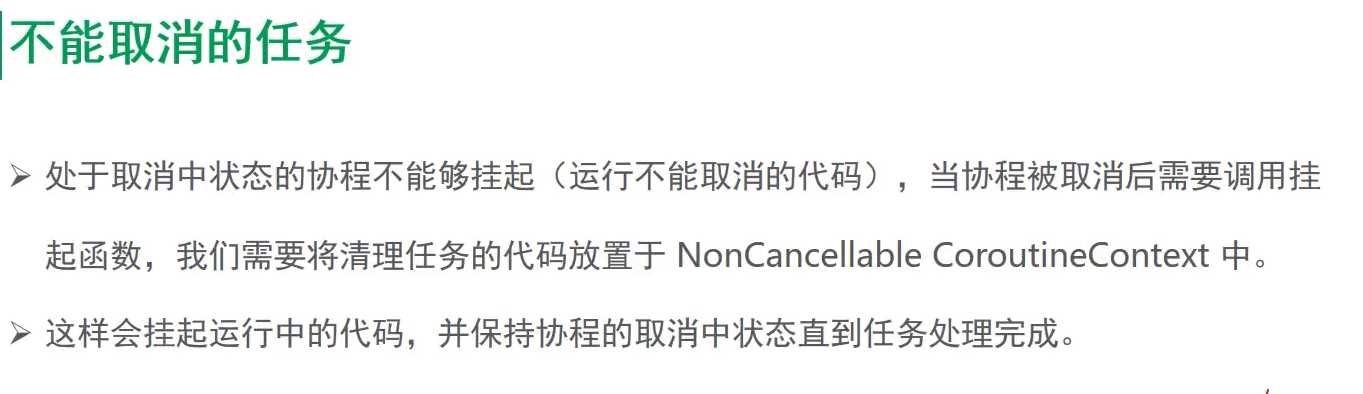 不能取消的任务
➢ 处于取消中状态的协程不能够挂起（运行不能取消的代码），当协程被取消后需要调用挂
起函数，我们需要将清理任务的代码放置于 NonCancellable CoroutineContext 中。
➢ 这样会挂起运行中的代码，并保持协程的取消中状态直到任务处理完成。